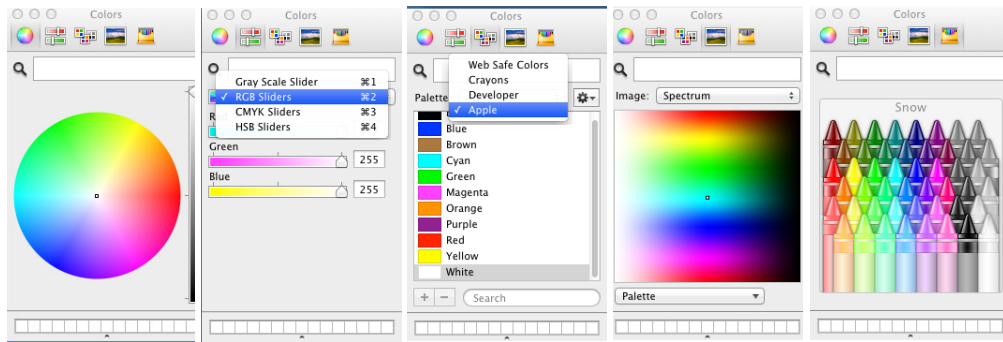 Colors
Colors
Gray Scale Slider ⌘1
✓ RGB Sliders ⌘2
CMYK Sliders ⌘3
HSB Sliders ⌘4
Green
255
Blue
255
Colors
Web Safe Colors
Crayons
Developer
✓ Apple
Blue
Brown
Cyan
Green
Magenta
Orange
Purple
Red
Yellow
White
+ − Search
Colors
Image: Spectrum
Palette
Colors
Snow